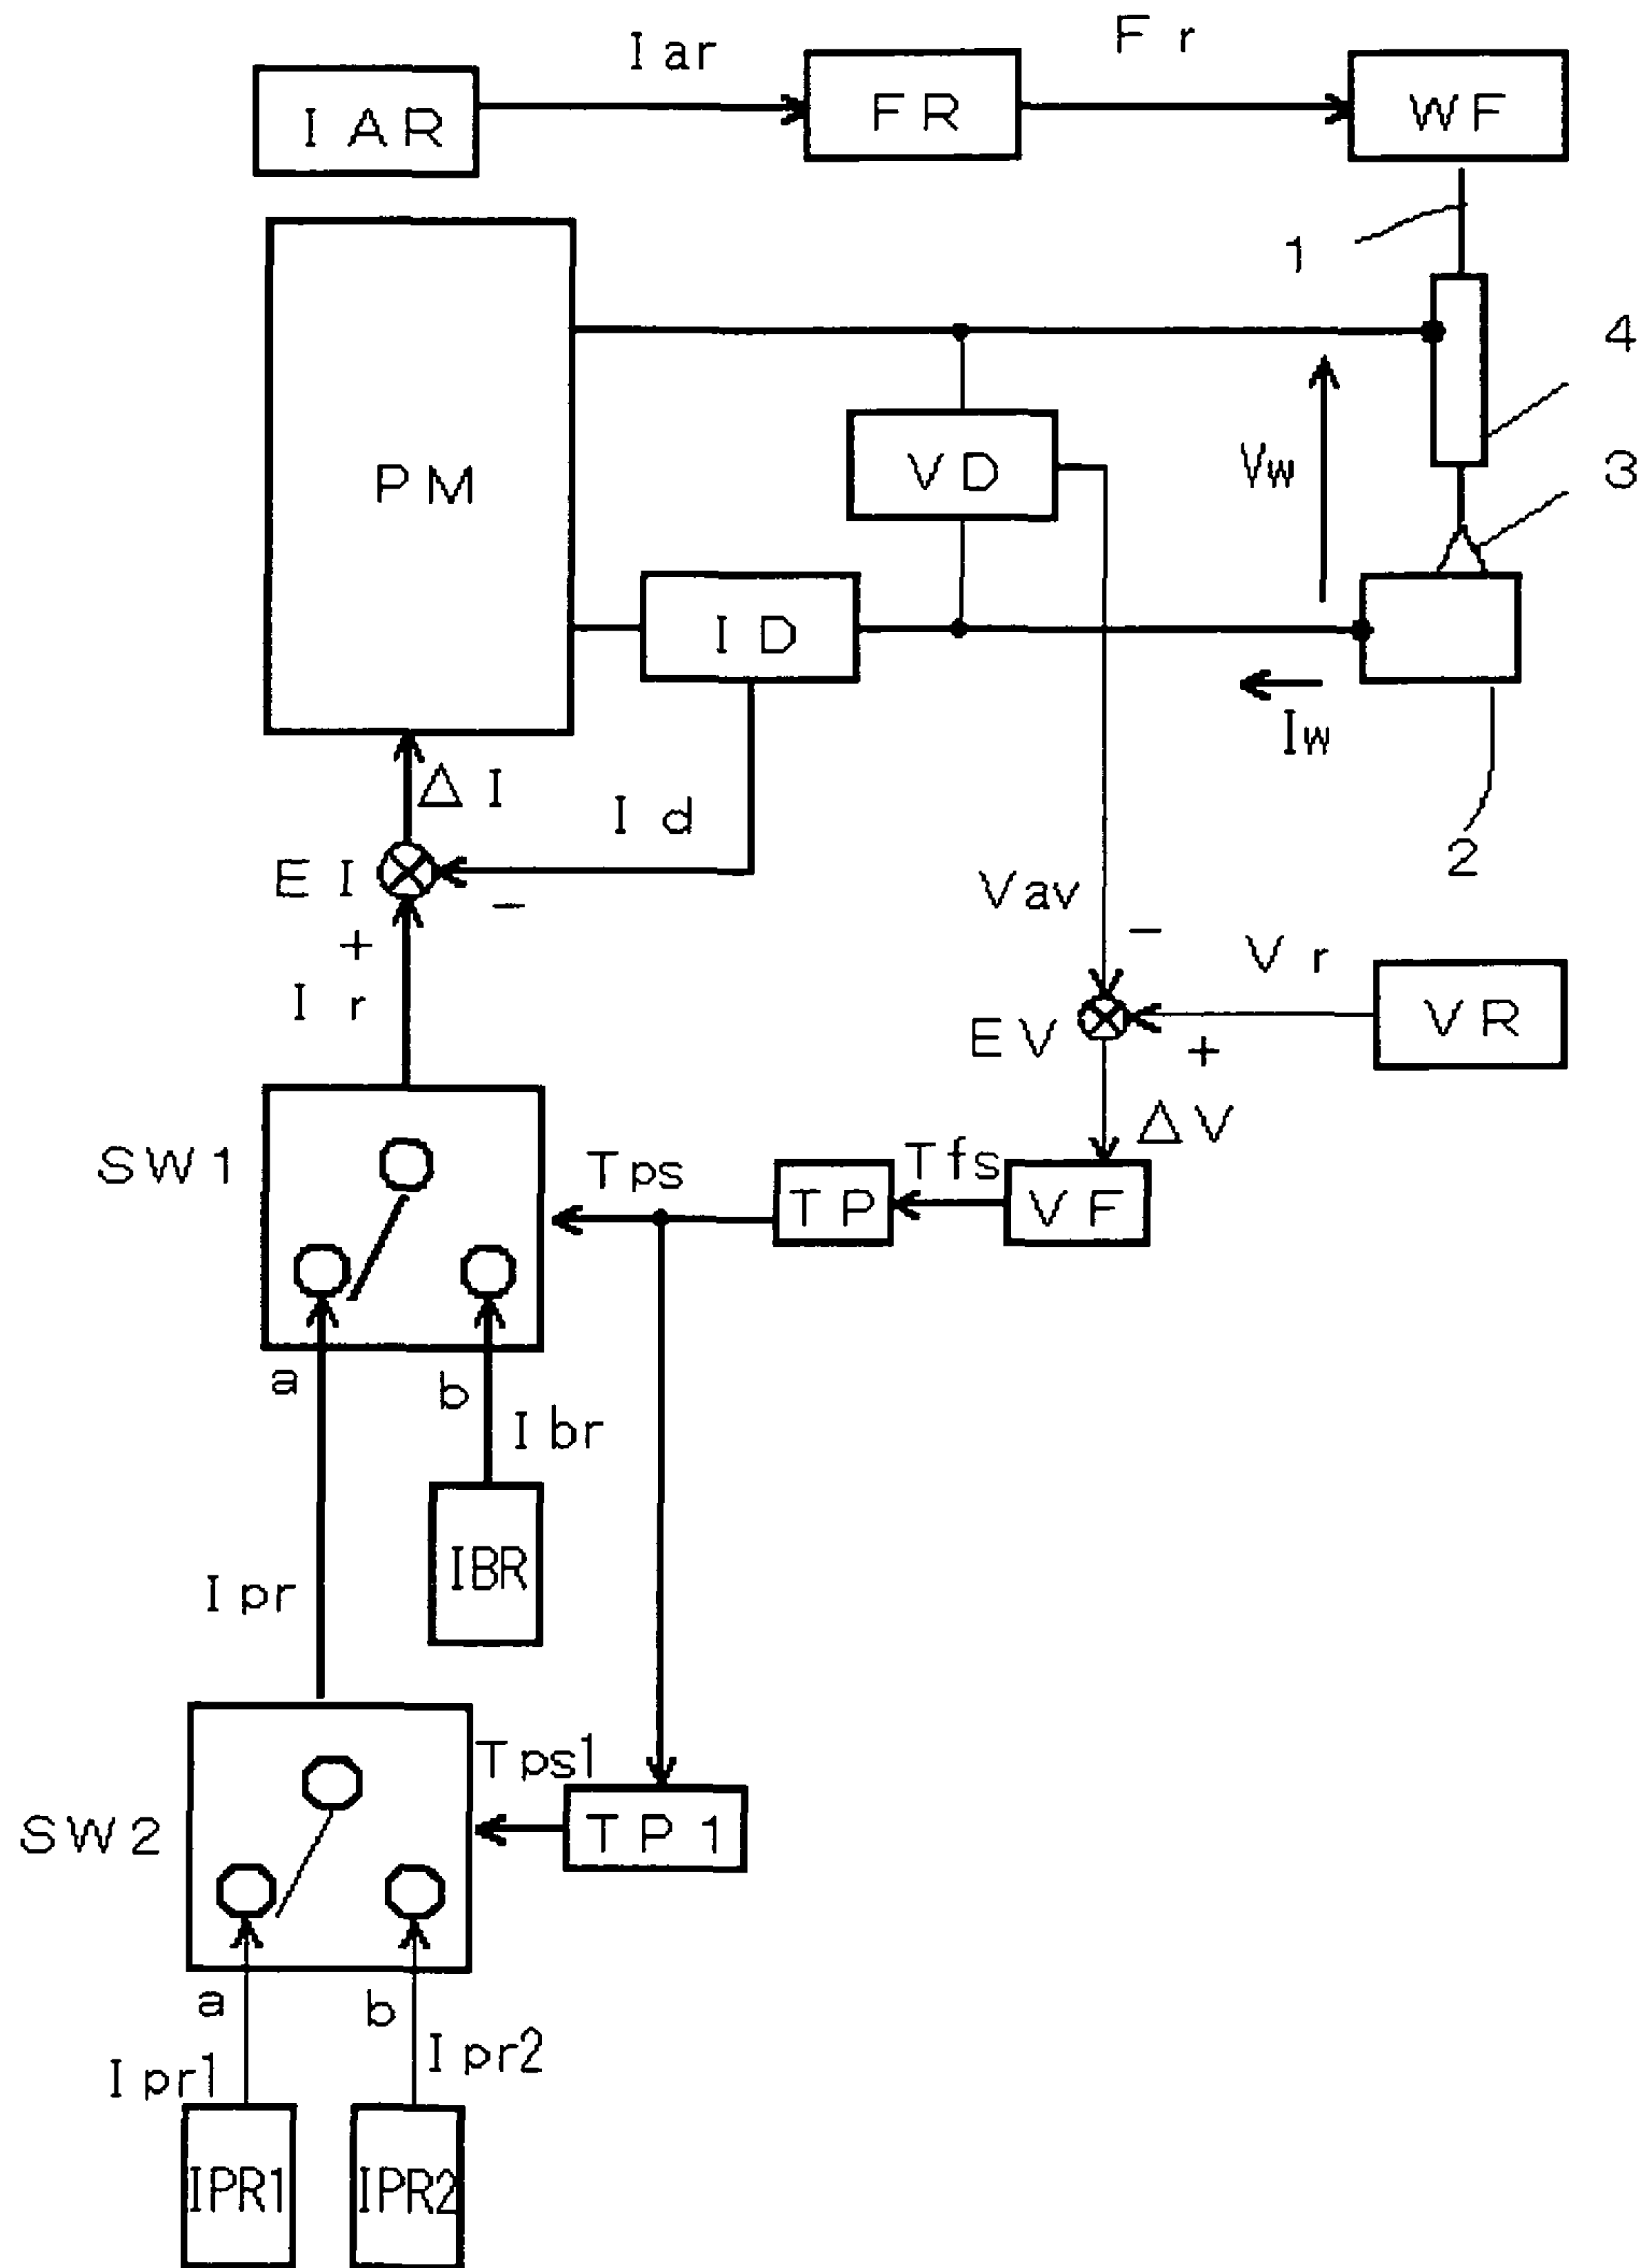 Iar
Fr
IAR
FR
WF
1
4
PM
VD
Vw
3
ID
Iw
ΔI
Id
2
EI
-
Vav
-
+
Vr
Ir
VR
EV
+
ΔV
SW1
Tps
Tfs
TP
VF
a
b
Ibr
IBR
Ipr
Tps1
SW2
TP1
a
b
Ipr1
Ipr2
IPR1
IPR2